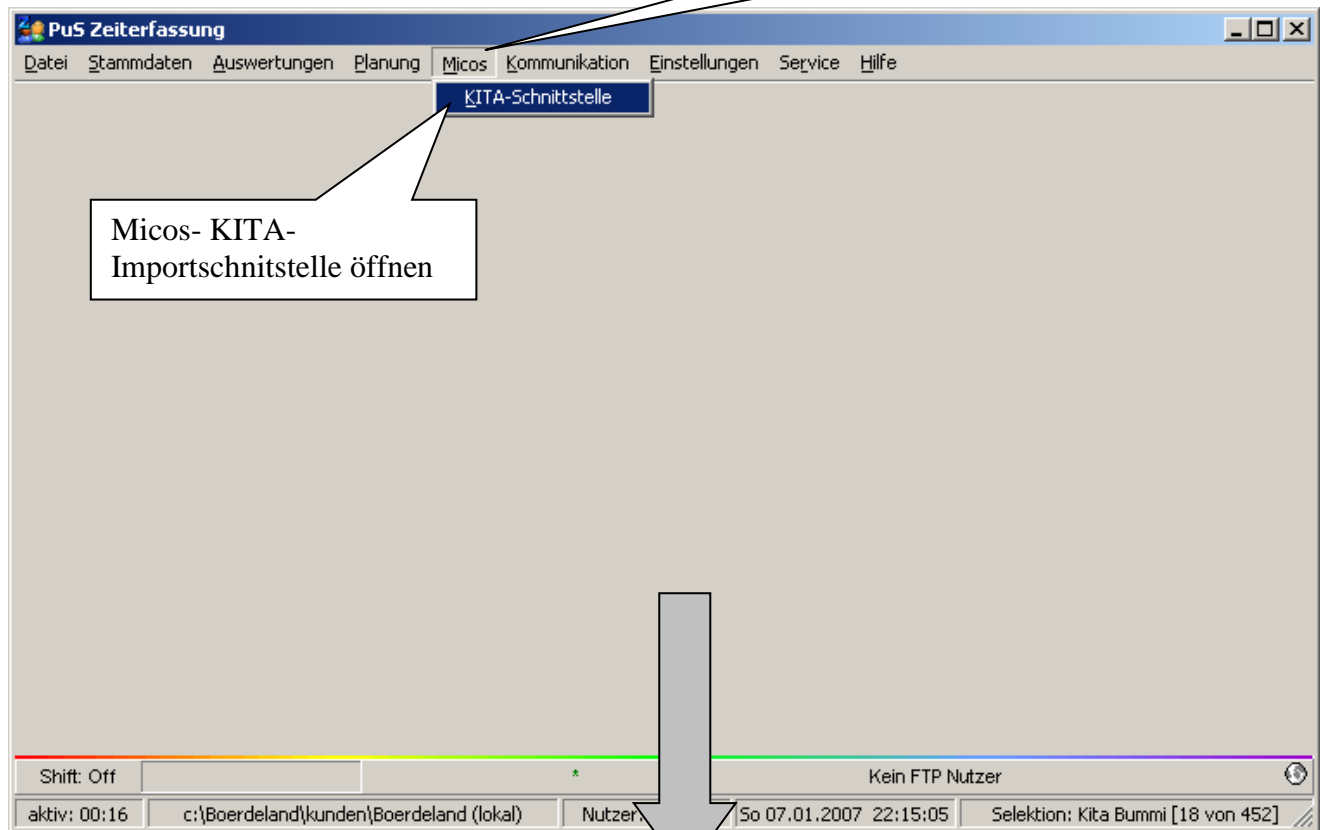 PuS Zeiterfassung
Datei Stammdaten Auswertungen Planung Micos Kommunikation Einstellungen Service Hilfe
KITA-Schnittstelle
Micos- KITA-
Importschnitstelle öffnen
Shift: Off * Kein FTP Nutzer
aktiv: 00:16 c:\Boerdeland\kunden\Boerdeland (lokal) Nutzer: So 07.01.2007 22:15:05 Selektion: Kita Bummi [18 von 452]